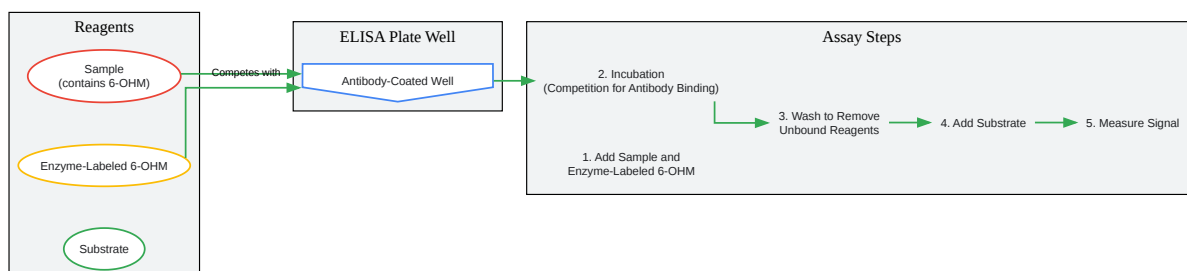 Reagents
Sample
(contains 6-OHM)
Enzyme-Labeled 6-OHM
Substrate
Competes with
ELISA Plate Well
Antibody-Coated Well
Assay Steps
2. Incubation
(Competition for Antibody Binding)
1. Add Sample and
Enzyme-Labeled 6-OHM
3. Wash to Remove
Unbound Reagents
4. Add Substrate
5. Measure Signal